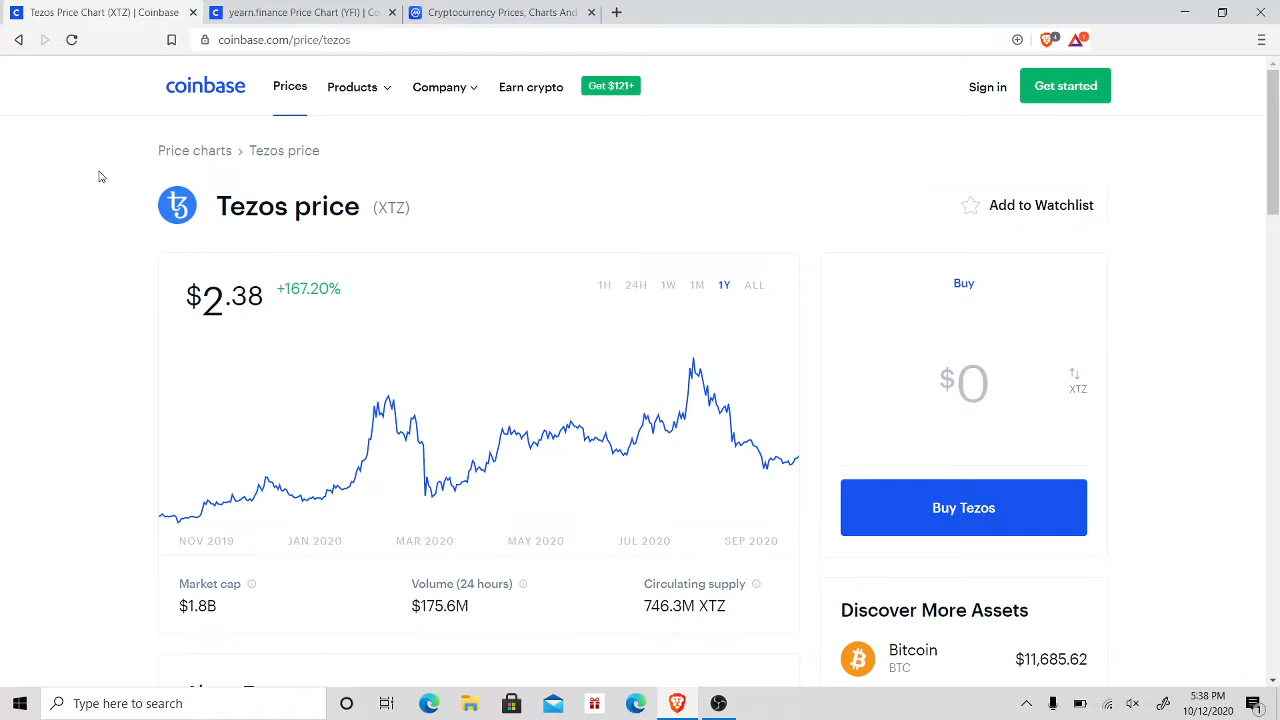 Tezos Price Chart (XTZ) | Coinbase
yearn.finance Price Chart (YFI) | Co
Cryptocurrency Prices, Charts And
coinbase.com/price/tezos
4
1
coinbase
Prices
Products
Company
Earn crypto
Get $121+
Sign in
Get started
Price charts › Tezos price
Tezos price (XTZ)
Add to Watchlist
$2.38 +167.20%
1H 24H 1W 1M 1Y ALL
NOV 2019 JAN 2020 MAR 2020 MAY 2020 JUL 2020 SEP 2020
Market cap
$1.8B
Volume (24 hours)
$175.6M
Circulating supply
746.3M XTZ
Buy
$0
XTZ
Buy Tezos
Discover More Assets
Bitcoin
BTC
$11,685.62
Type here to search
5:38 PM
10/12/2020
1